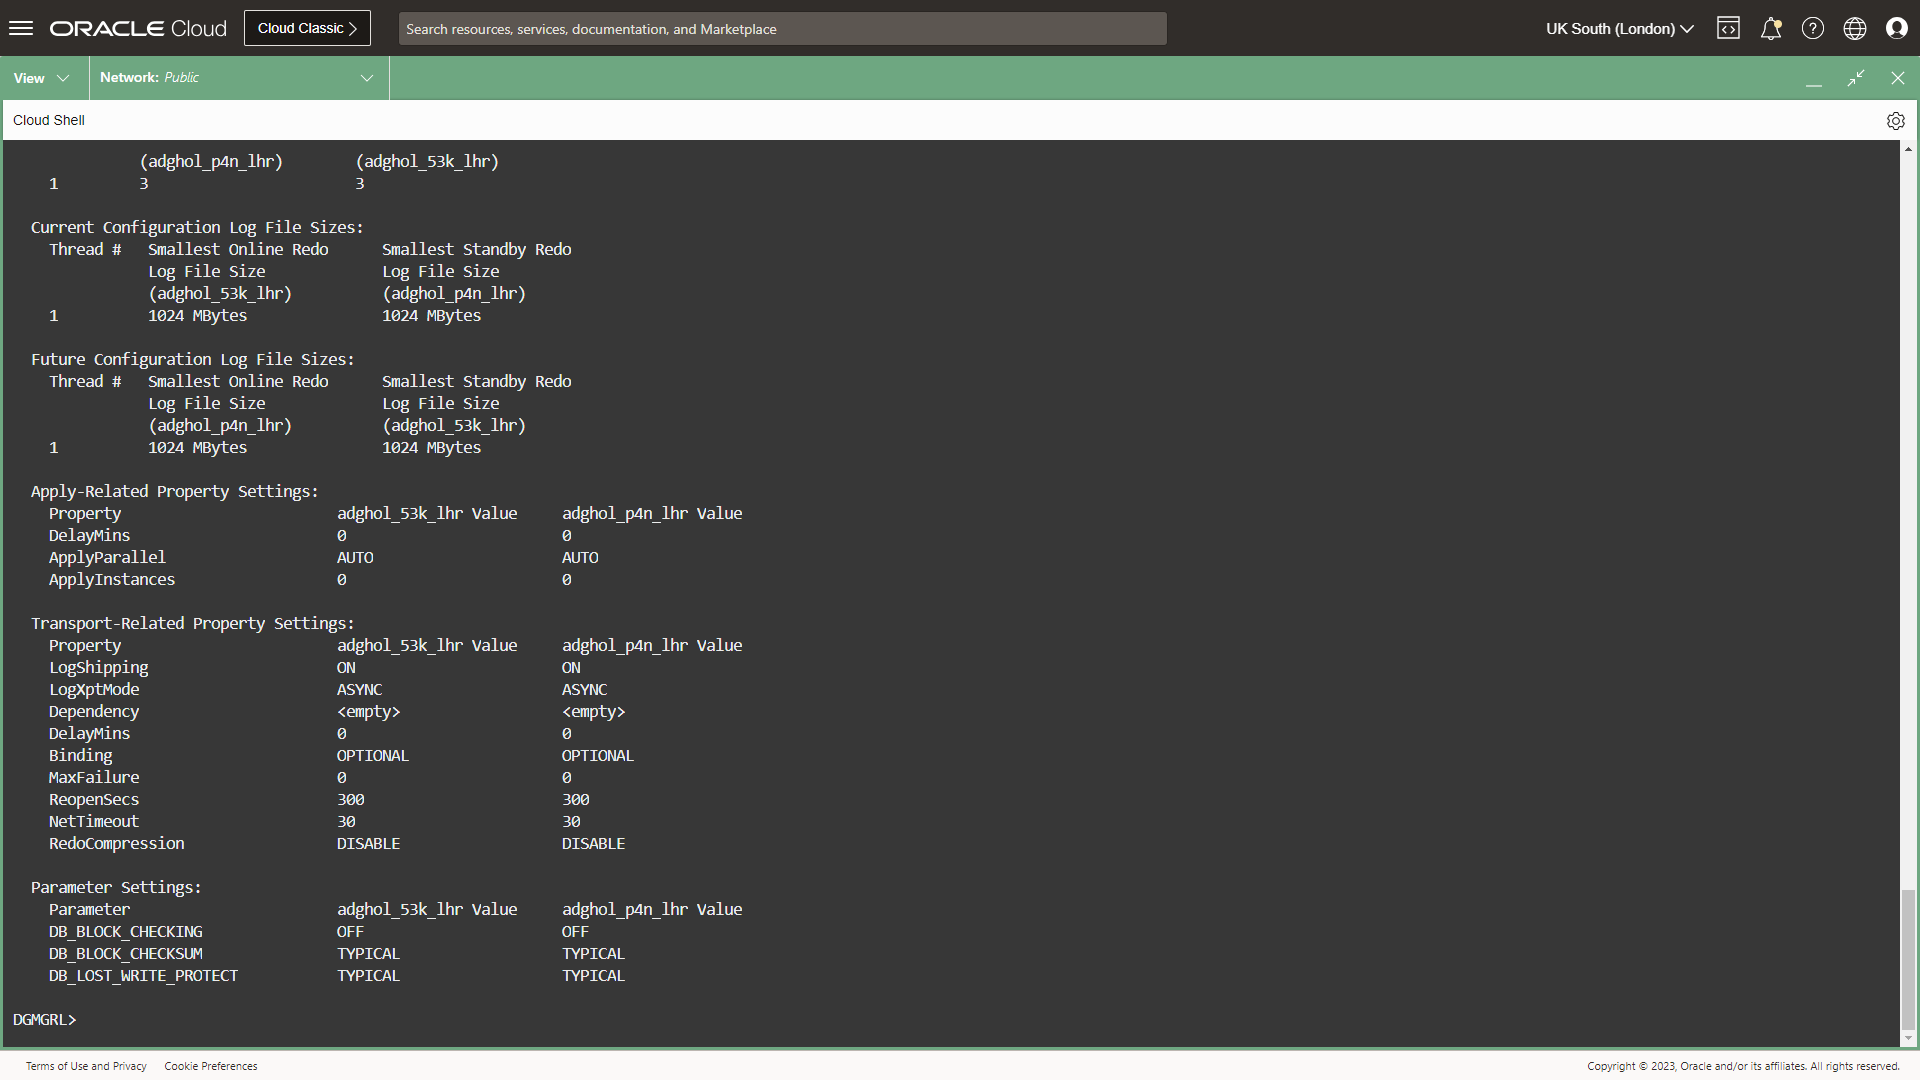 ORACLE Cloud
Cloud Classic
Search resources, services, documentation, and Marketplace
UK South (London)
View
Network: Public
Cloud Shell
(adghol_p4n_lhr) (adghol_53k_lhr)
1 3 3
Current Configuration Log File Sizes:
Thread # Smallest Online Redo Smallest Standby Redo
Log File Size Log File Size
(adghol_53k_lhr) (adghol_p4n_lhr)
1 1024 MBytes 1024 MBytes
Future Configuration Log File Sizes:
Thread # Smallest Online Redo Smallest Standby Redo
Log File Size Log File Size
(adghol_p4n_lhr) (adghol_53k_lhr)
1 1024 MBytes 1024 MBytes
Apply-Related Property Settings:
Property adghol_53k_lhr Value adghol_p4n_lhr Value
DelayMins 0 0
ApplyParallel AUTO AUTO
ApplyInstances 0 0
Transport-Related Property Settings:
Property adghol_53k_lhr Value adghol_p4n_lhr Value
LogShipping ON ON
LogXptMode ASYNC ASYNC
Dependency <empty> <empty>
DelayMins 0 0
Binding OPTIONAL OPTIONAL
MaxFailure 0 0
ReopenSecs 300 300
NetTimeout 30 30
RedoCompression DISABLE DISABLE
Parameter Settings:
Parameter adghol_53k_lhr Value adghol_p4n_lhr Value
DB_BLOCK_CHECKING OFF OFF
DB_BLOCK_CHECKSUM TYPICAL TYPICAL
DB_LOST_WRITE_PROTECT TYPICAL TYPICAL
DGMGRL>
Terms of Use and Privacy Cookie Preferences
Copyright © 2023, Oracle and/or its affiliates. All rights reserved.